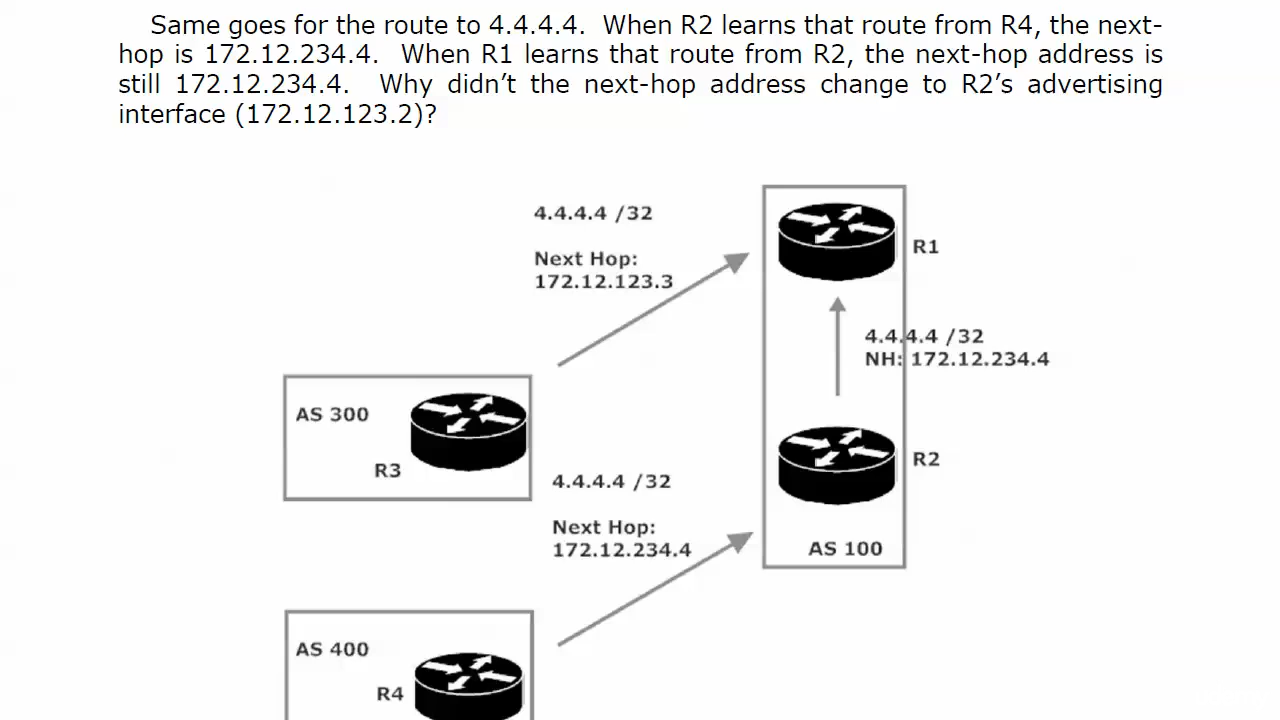 Same goes for the route to 4.4.4.4. When R2 learns that route from R4, the next-
hop is 172.12.234.4. When R1 learns that route from R2, the next-hop address is
still 172.12.234.4. Why didn’t the next-hop address change to R2’s advertising
interface (172.12.123.2)?
4.4.4.4 /32
Next Hop:
172.12.123.3
R1
4.4.4.4 /32
NH: 172.12.234.4
AS 300
R3
R2
4.4.4.4 /32
Next Hop:
172.12.234.4
AS 100
AS 400
R4